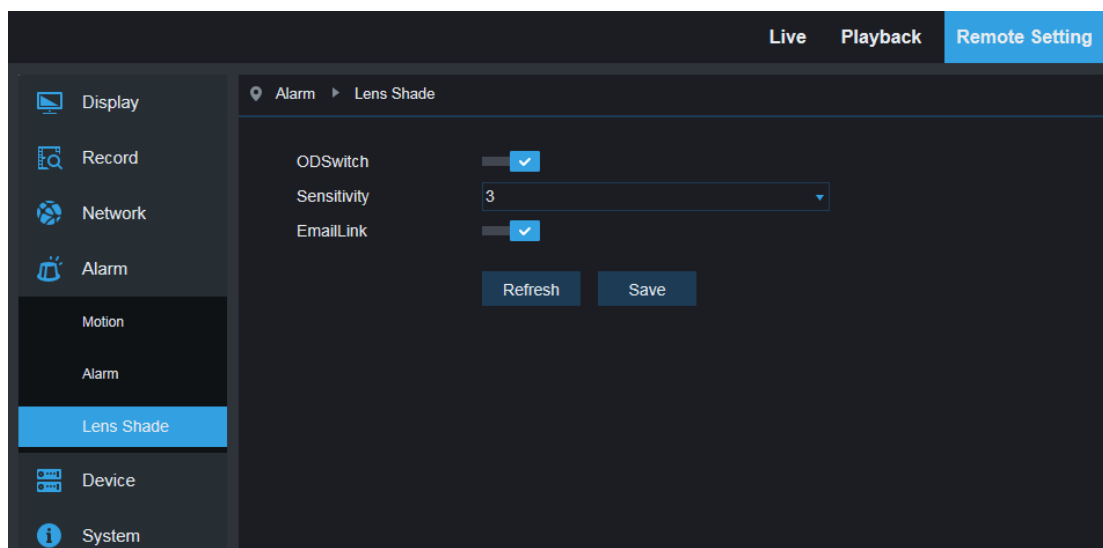 Live Playback Remote Setting
Display
Record
Network
Alarm
Motion
Alarm
Lens Shade
Device
System
Alarm Lens Shade
ODSwitch
Sensitivity 3
EmailLink
Refresh Save